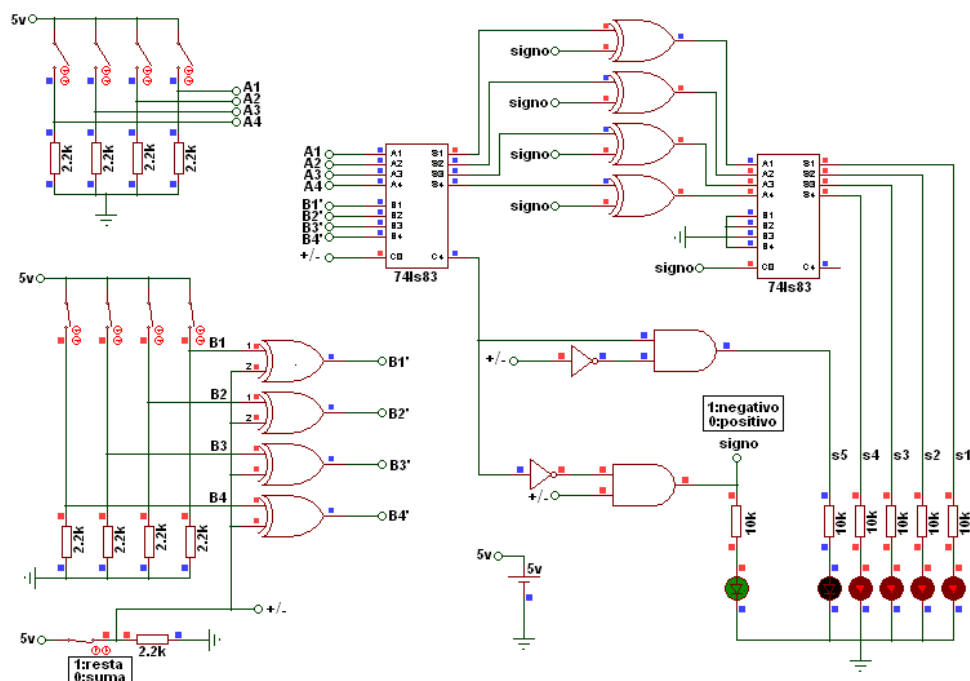 5v
A1
A2
A3
A4
2.2k
2.2k
2.2k
2.2k
signo
signo
signo
signo
A1
A2
A3
A4
B1'
B2'
B3'
B4'
+/-
A1
A2
A3
A4
B1
B2
B3
B4
C0
S1
S2
S3
S4
C4
74ls83
A1
A2
A3
A4
B1
B2
B3
B4
C0
S1
S2
S3
S4
C4
signo
74ls83
5v
B1
1
2
B1'
B2
1
2
B2'
B3
B3'
B4
B4'
2.2k
2.2k
2.2k
2.2k
+/-
5v
2.2k
1:resta
0:suma
+/-
1:negativo
0:positivo
signo
+/-
s5
s4
s3
s2
s1
10k
10k
10k
10k
10k
10k
5v
5v